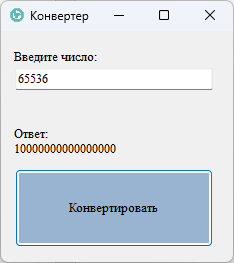 Конвертер
Введите число:
65536
Ответ:
10000000000000000
Конвертировать